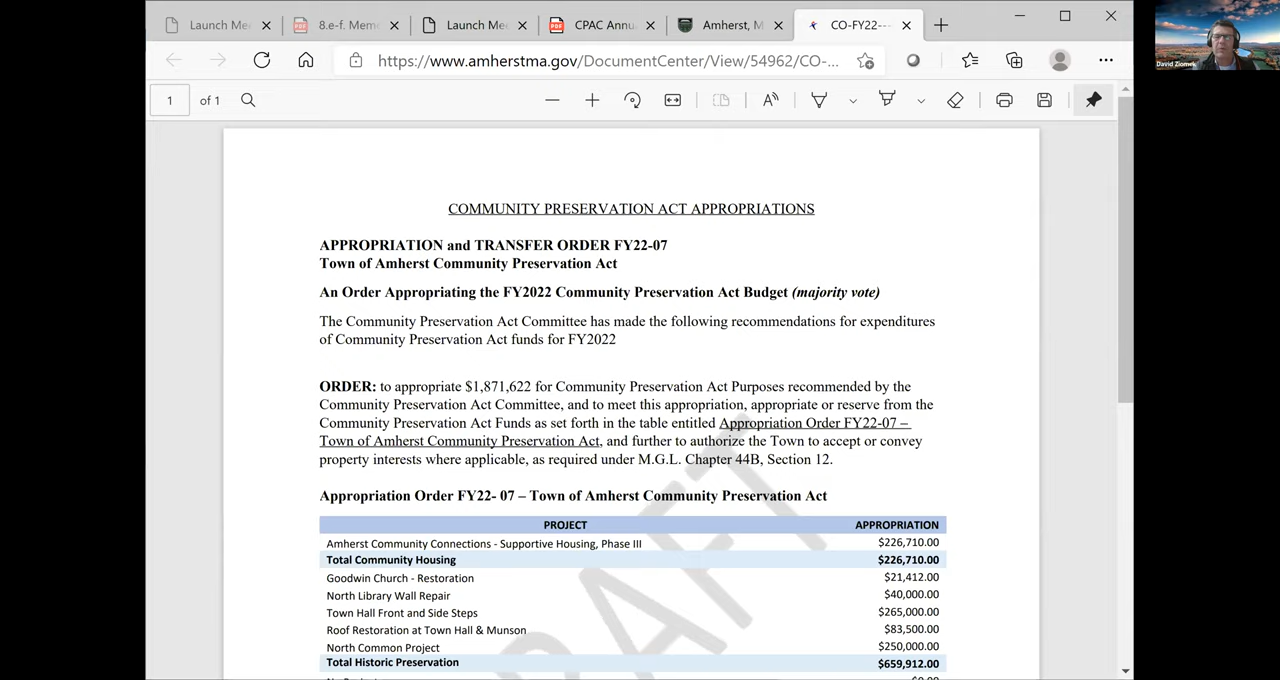 Launch Me
8.e-f. Mem
Launch Me
CPAC Annu
Amherst, M
CO-FY22--
https://www.amherstma.gov/DocumentCenter/View/54962/CO-...
1 of 1
COMMUNITY PRESERVATION ACT APPROPRIATIONS
APPROPRIATION and TRANSFER ORDER FY22-07
Town of Amherst Community Preservation Act
An Order Appropriating the FY2022 Community Preservation Act Budget (majority vote)
The Community Preservation Act Committee has made the following recommendations for expenditures
of Community Preservation Act funds for FY2022
ORDER: to appropriate $1,871,622 for Community Preservation Act Purposes recommended by the
Community Preservation Act Committee, and to meet this appropriation, appropriate or reserve from the
Community Preservation Act Funds as set forth in the table entitled Appropriation Order FY22-07 –
Town of Amherst Community Preservation Act, and further to authorize the Town to accept or convey
property interests where applicable, as required under M.G.L. Chapter 44B, Section 12.
Appropriation Order FY22- 07 – Town of Amherst Community Preservation Act
PROJECT APPROPRIATION
Amherst Community Connections - Supportive Housing, Phase III $226,710.00
Total Community Housing $226,710.00
Goodwin Church - Restoration $21,412.00
North Library Wall Repair $40,000.00
Town Hall Front and Side Steps $265,000.00
Roof Restoration at Town Hall & Munson $83,500.00
North Common Project $250,000.00
Total Historic Preservation $659,912.00
DRAFT
David Ziomek